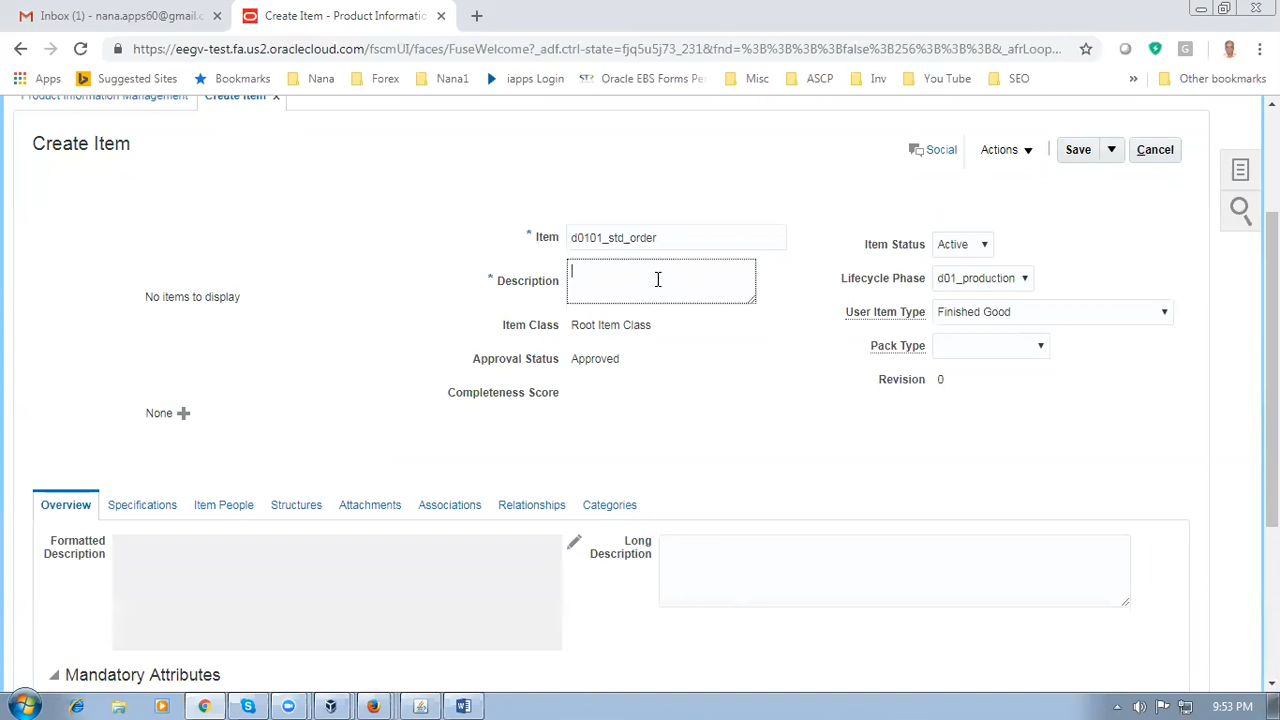 Inbox (1) - nana.apps60@gmail.c
Create Item - Product Informatic
https://eegv-test.fa.us2.oraclecloud.com/fscmUI/faces/FuseWelcome?_adf.ctrl-state=fjq5u5j73_231&fnd=%3B%3B%3B%3Bfalse%3B256%3B%3B%3B&_afrLoop...
Apps
Suggested Sites
Bookmarks
Nana
Forex
Nana1
iapps Login
Oracle EBS Forms Pe
Misc
ASCP
Inv
You Tube
SEO
»
Other bookmarks
Product Information Management
Create Item
Create Item
Social
Actions
Save
Cancel
* Item d0101_std_order
* Description
Item Class Root Item Class
Approval Status Approved
Completeness Score
Item Status Active
Lifecycle Phase d01_production
User Item Type Finished Good
Pack Type
Revision 0
No items to display
None
Overview
Specifications
Item People
Structures
Attachments
Associations
Relationships
Categories
Formatted
Description
Long
Description
Mandatory Attributes
9:53 PM